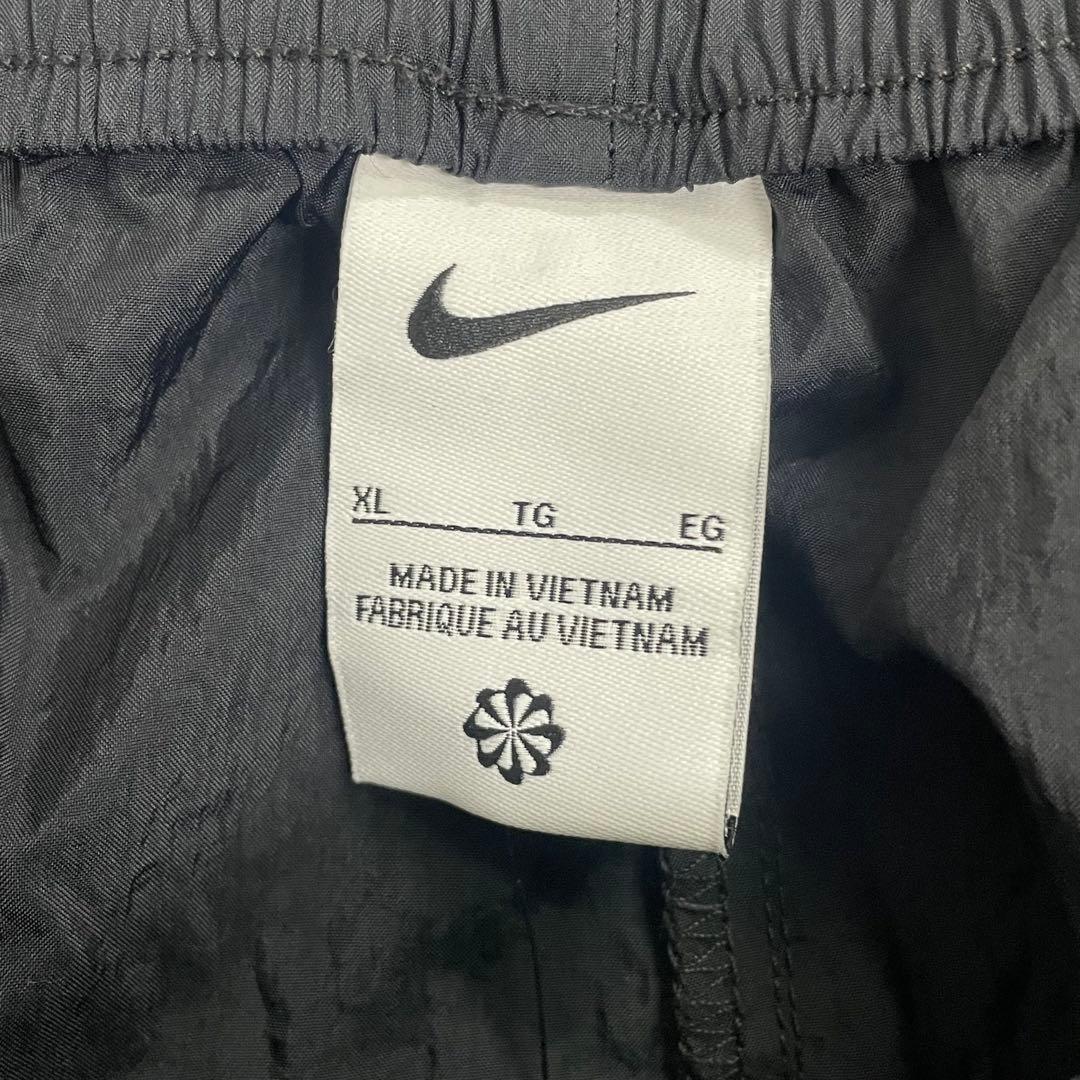 XL TG EG
MADE IN VIETNAM
FABRIQUE AU VIETNAM